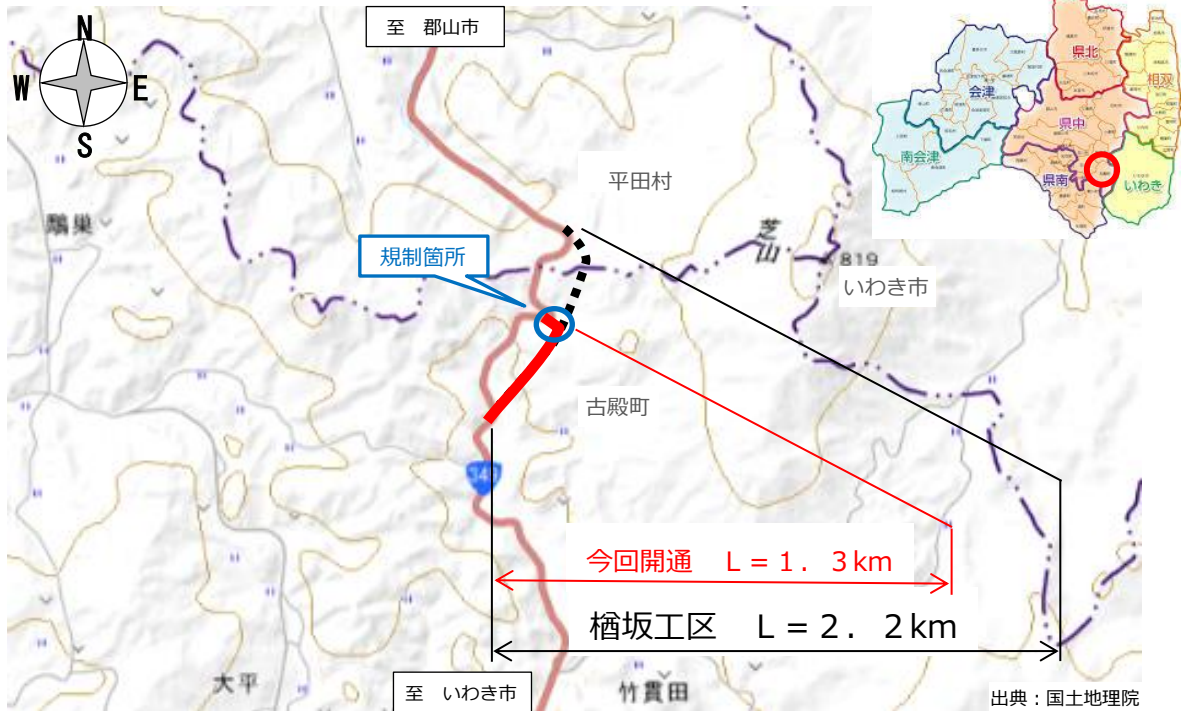 至 郡山市
N
W
E
S
県北
会津
相双
県中
南会津
県南
いわき
平田村
鴇巣
規制箇所
芝山
819
いわき市
古殿町
349
今回開通 L=1.3km
楢坂工区 L=2.2km
大平
至 いわき市
竹貫田
出典:国土地理院